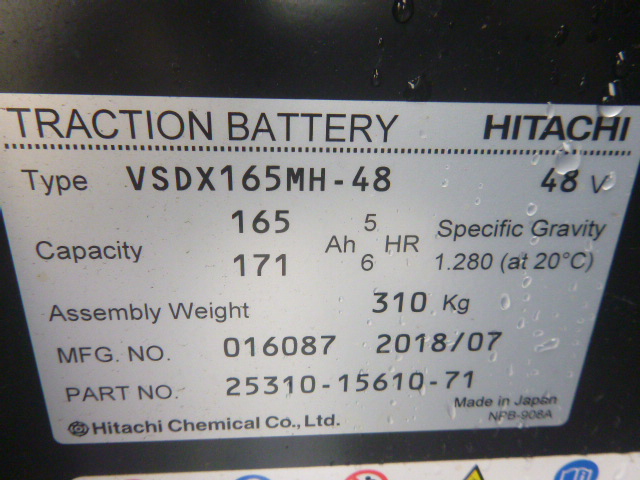 TRACTION BATTERY HITACHI
Type VSDX165MH-48 48 V
Capacity 165 Ah 5 HR Specific Gravity
171 6 1.280 (at 20°C)
Assembly Weight 310 Kg
MFG. NO. 016087 2018/07
PART NO. 25310-15610-71
Made in Japan
NPB-908A
Hitachi Chemical Co., Ltd.